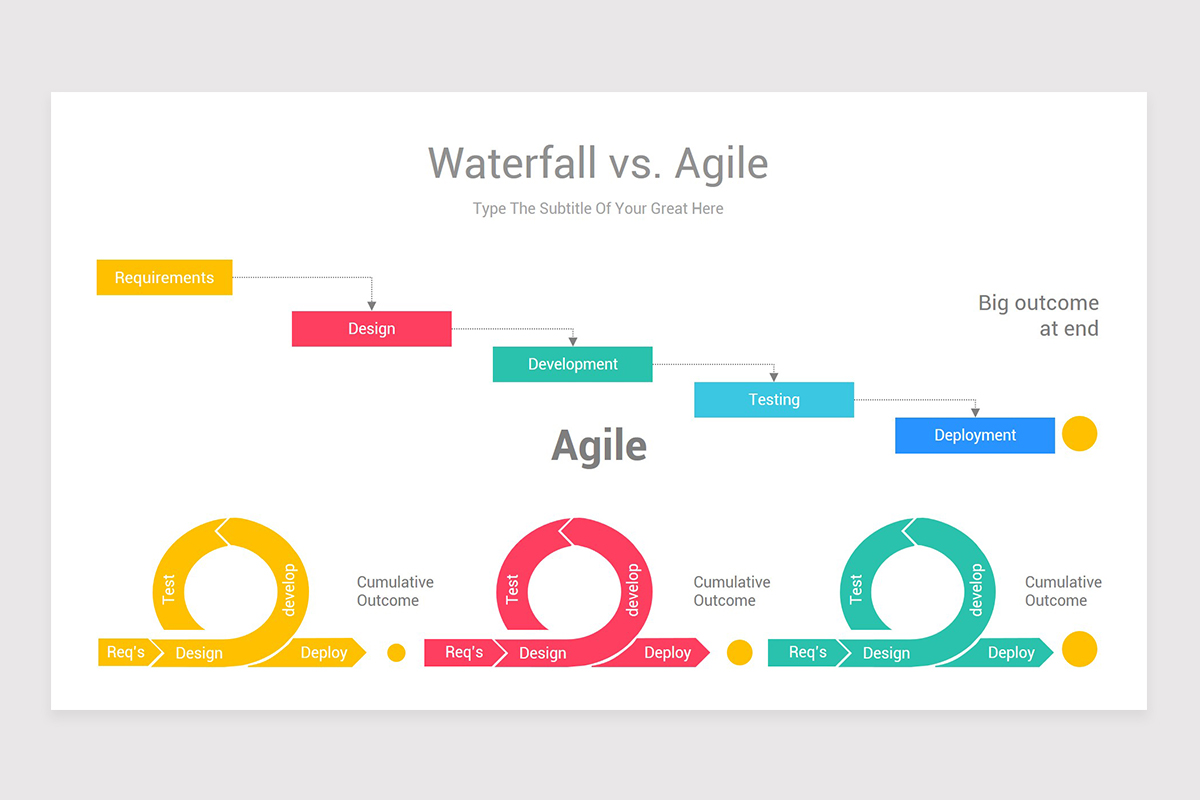 Waterfall vs. Agile
Type The Subtitle Of Your Great Here
Requirements
Design
Development
Testing
Deployment
Big outcome
at end
Agile
Test
develop
Req's
Design
Deploy
Cumulative
Outcome
Test
develop
Req's
Design
Deploy
Cumulative
Outcome
Test
develop
Req's
Design
Deploy
Cumulative
Outcome